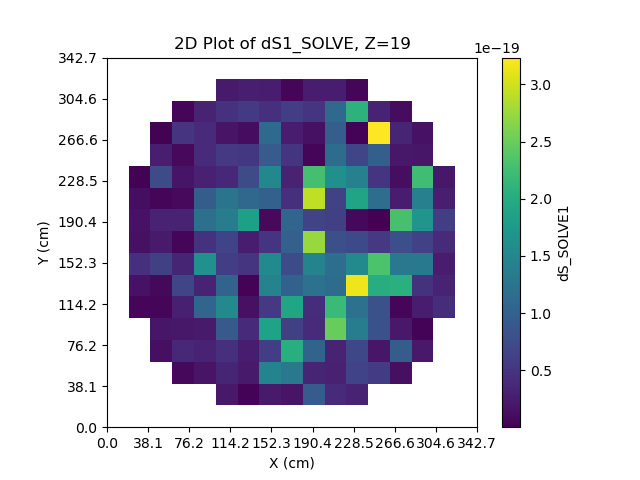 2D Plot of dS1_SOLVE, Z=19
1e−19
342.7
304.6
266.6
228.5
190.4
152.3
114.2
76.2
38.1
0.0
Y (cm)
0.0 38.1 76.2 114.2 152.3 190.4 228.5 266.6 304.6 342.7
X (cm)
3.0
2.5
2.0
1.5
1.0
0.5
dS_SOLVE1